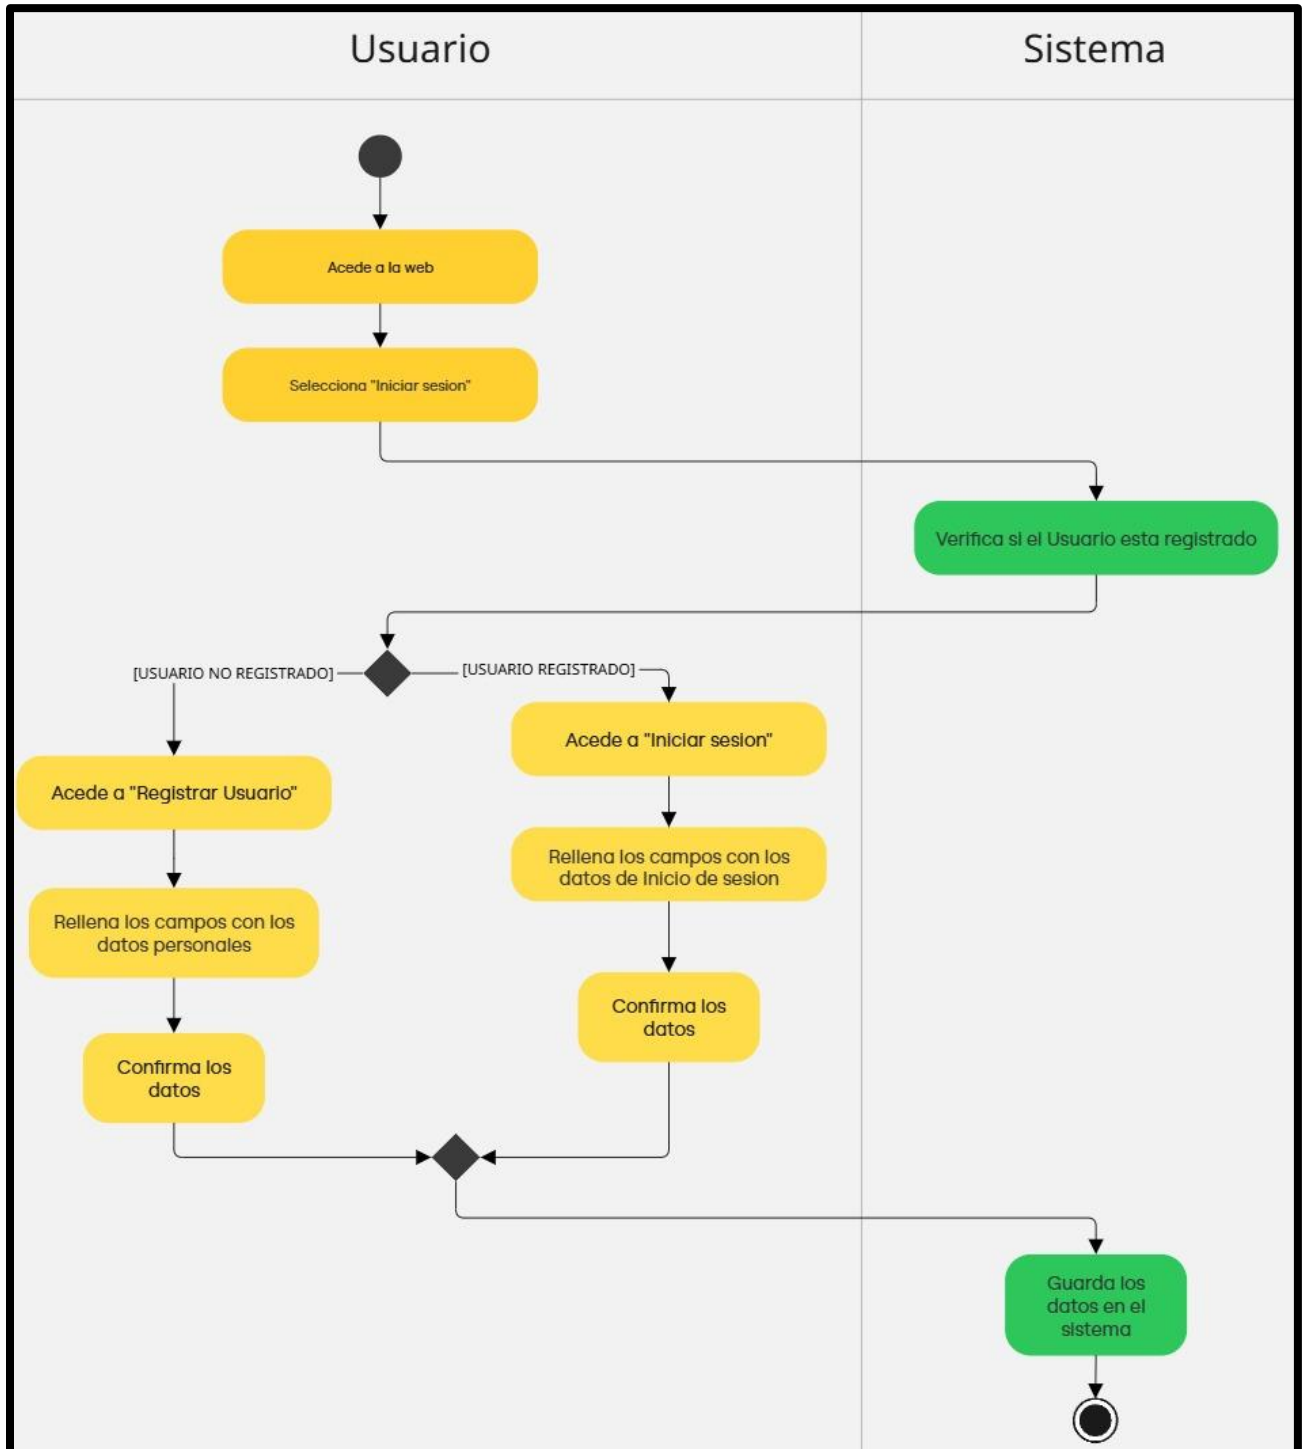 Usuario
Sistema
Acede a la web
Selecciona "Iniciar sesion"
Verifica si el Usuario esta registrado
[USUARIO NO REGISTRADO]
[USUARIO REGISTRADO]
Acede a "Iniciar sesion"
Acede a "Registrar Usuario"
Rellena los campos con los
datos de Inicio de sesion
Rellena los campos con los
datos personales
Confirma los
datos
Confirma los
datos
Guarda los
datos en el
sistema